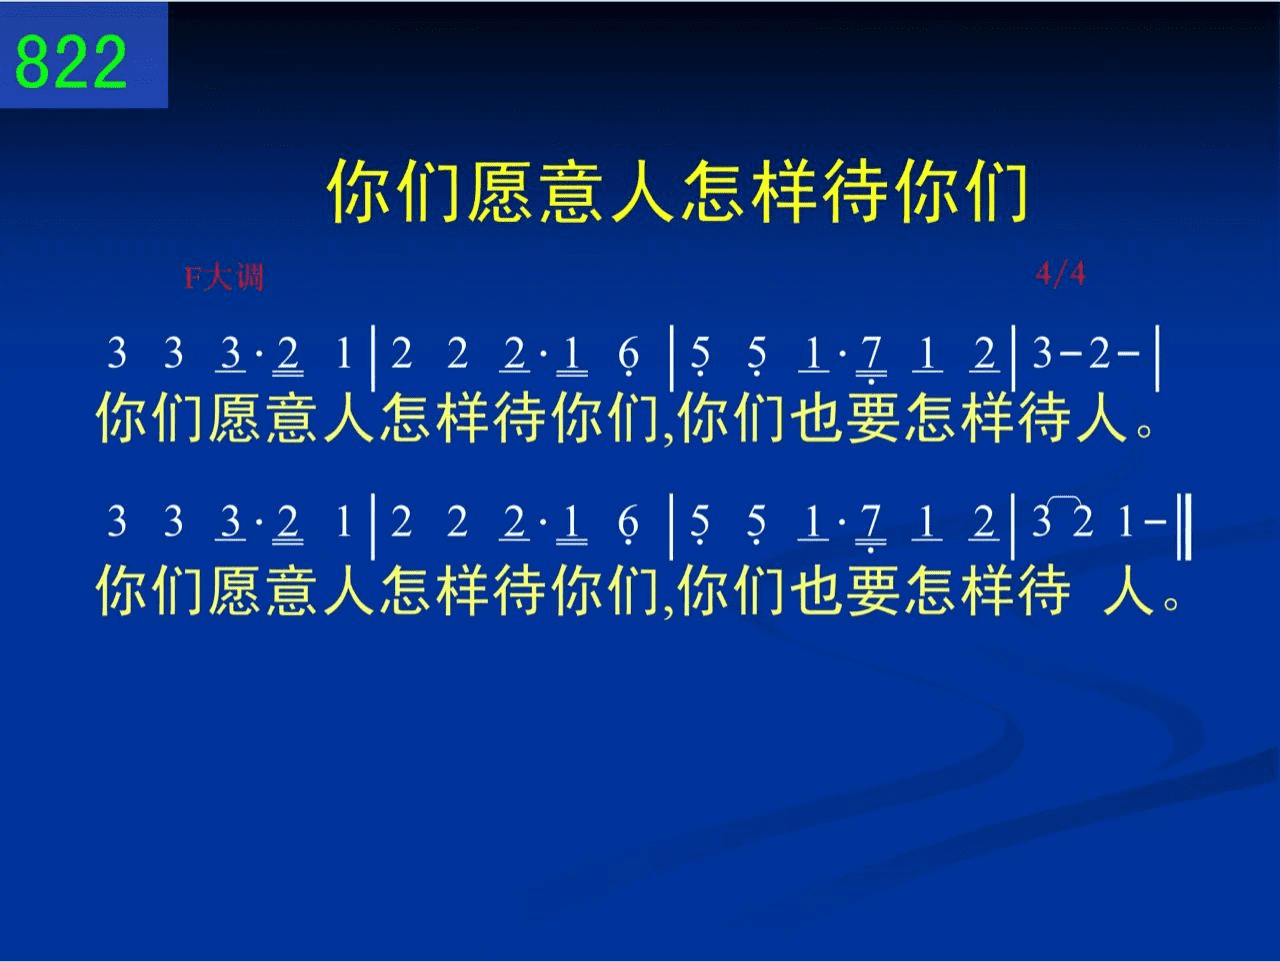 822
你们愿意人怎样待你们
F大调 4/4
3 3 3·2 1|2 2 2·1 6̣|5̣ 5̣ 1·7̣ 1 2|3-2-|
你们愿意人怎样待你们,你们也要怎样待人。
3 3 3·2 1|2 2 2·1 6̣|5̣ 5̣ 1·7̣ 1 2|3 2 1-‖
你们愿意人怎样待你们,你们也要怎样待 人。